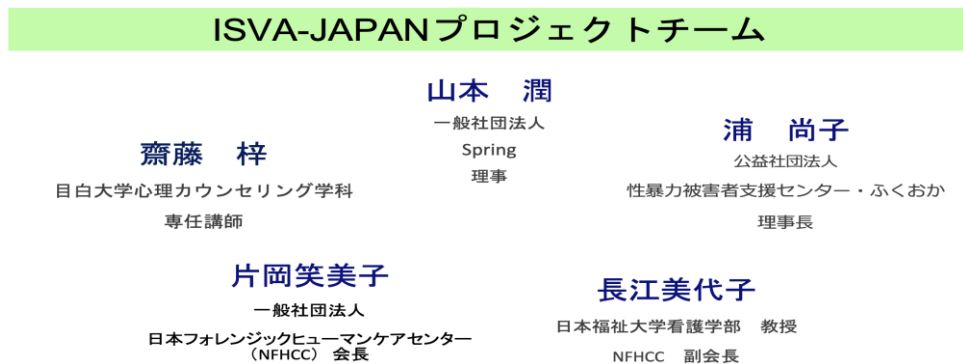 ISVA-JAPANプロジェクトチーム
山本　潤
一般社団法人
Spring
理事
齋藤　梓
目白大学心理カウンセリング学科
専任講師
浦　尚子
公益社団法人
性暴力被害者支援センター・ふくおか
理事長
片岡笑美子
一般社団法人
日本フォレンジックヒューマンケアセンター
（NFHCC） 会長
長江美代子
日本福祉大学看護学部　教授
NFHCC　副会長